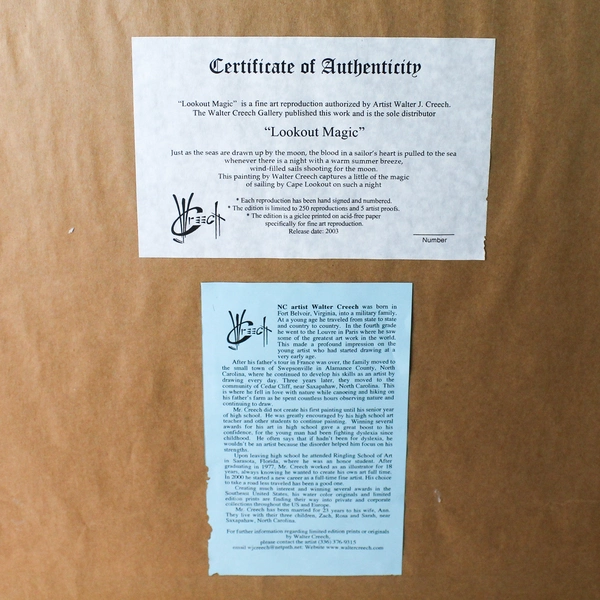 Certificate of Authenticity
"Lookout Magic" is a fine art reproduction authorized by Artist Walter J. Creech.
The Walter Creech Gallery published this work and is the sole distributor
"Lookout Magic"
Just as the seas are drawn up by the moon, the blood in a sailor's heart is pulled to the sea
whenever there is a night with a warm summer breeze,
wind-filled sails shooting for the moon.
This painting by Walter Creech captures a little of the magic
of sailing by Cape Lookout on such a night
* Each reproduction has been hand signed and numbered.
* The edition is limited to 250 reproductions and 5 artist proofs.
* The edition is a giclee printed on acid-free paper
specifically for fine art reproduction.
Release date: 2003
Creech
Number
Creech
NC artist Walter Creech was born in
Fort Belvoir, Virginia, into a military family.
At a young age he traveled from state to state
and country to country. In the fourth grade
he went to the Louvre in Paris where he saw
some of the greatest art work in the world.
This made a profound impression on the
young artist who had started drawing at a
very early age.
After his father's tour in France was over, the family moved to
the small town of Swepsonville in Alamance County, North
Carolina, where he continued to develop his skills as an artist by
drawing every day. Three years later, they moved to the
community of Cedar Cliff, near Saxapahaw, North Carolina. This
is where he fell in love with nature while canoeing and hiking on
his father's farm as he spent countless hours observing nature and
continuing to draw.
Mr. Creech did not create his first painting until his senior year
of high school. He was greatly encouraged by his high school art
teacher and other students to continue painting. Winning several
awards for his art in high school gave a great boost to his
confidence, for the young man had been fighting dyslexia since
childhood. He often says that if hadn't been for dyslexia, he
wouldn't be an artist because the disorder helped him focus on his
strengths.
Upon leaving high school he attended Ringling School of Art
in Sarasota, Florida, where he was an honor student. After
graduating in 1977, Mr. Creech worked as an illustrator for 18
years, always knowing he wanted to create his own art full time.
In 2000 he started a new career as a full-time fine artist. His choice
to take a road less traveled has been a good one.
Creating much interest and winning several awards in the
Southeast United States, his water color originals and limited
edition prints are finding their way into private and corporate
collections throughout the US and Europe.
Mr. Creech has been married for 23 years to his wife, Ann.
They live with their three children, Zach, Rose and Sarah, near
Saxapahaw, North Carolina.
For further information regarding limited edition prints or originals
by Walter Creech,
please contact the artist (336) 376-9315
email wjcreech@netpath.net Website www.waltercreech.com